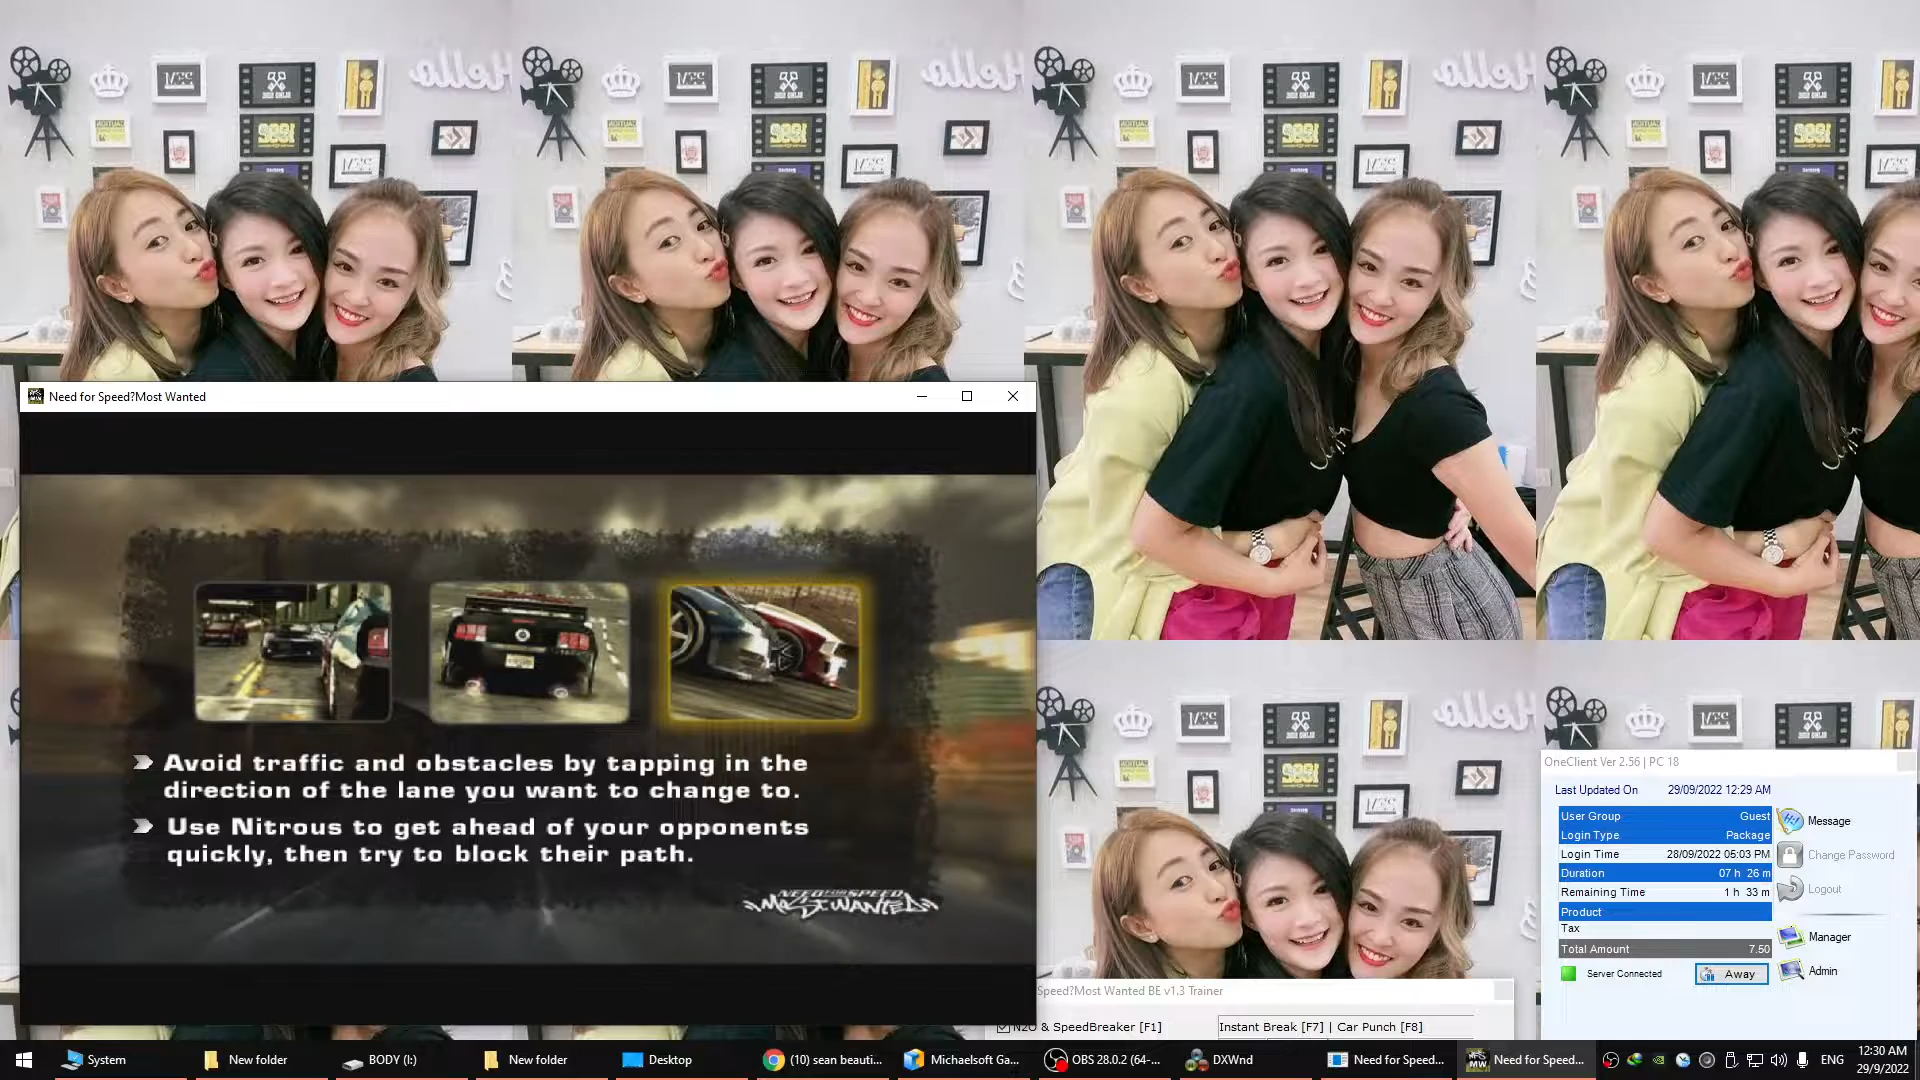 Need for Speed?Most Wanted
Avoid traffic and obstacles by tapping in the
direction of the lane you want to change to.
Use Nitrous to get ahead of your opponents
quickly, then try to block their path.
NEED FOR SPEED
MOST WANTED
OneClient Ver 2.56 | PC 18
Last Updated On 29/09/2022 12:29 AM
User Group Guest
Login Type Package
Login Time 28/09/2022 05:03 PM
Duration 07 h 26 m
Remaining Time 1 h 33 m
Product
Tax
Total Amount 7.50
Server Connected Away
Message
Change Password
Logout
Manager
Admin
Speed?Most Wanted BE v1.3 Trainer
N2O & SpeedBreaker [F1] Instant Break [F7] | Car Punch [F8]
System New folder BODY (I:) New folder Desktop (10) sean beauti... Michaelsoft Ga... OBS 28.0.2 (64-... DXWnd Need for Speed... Need for Speed... ENG 12:30 AM
29/9/2022
Hello